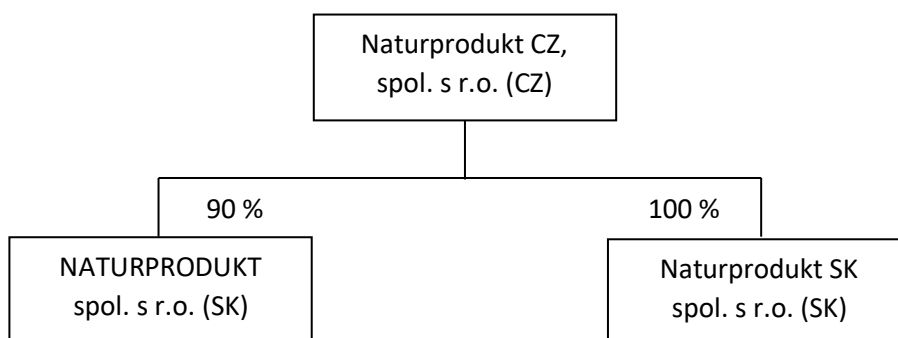 Naturprodukt CZ,
spol. s r.o. (CZ)
90 %
100 %
NATURPRODUKT
spol. s r.o. (SK)
Naturprodukt SK
spol. s r.o. (SK)